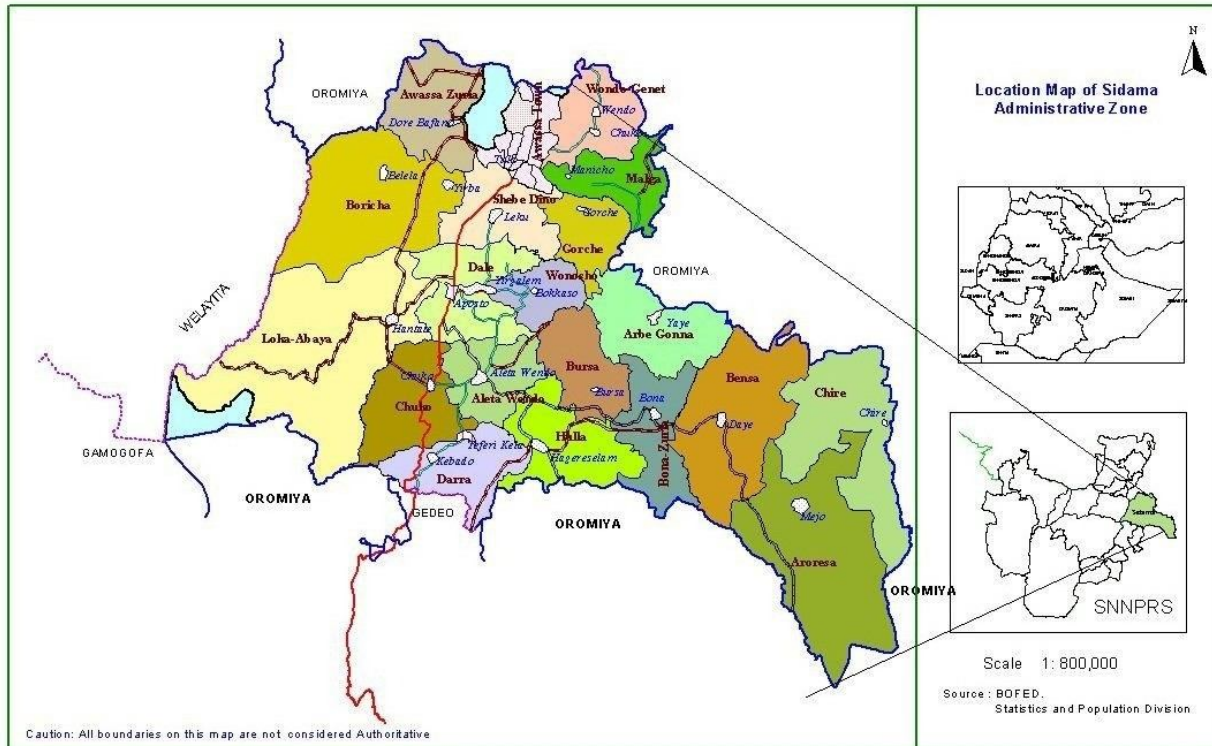 N
Location Map of Sidama
Administrative Zone
OROMIYA
Awassa Zuria
Dore Bafano
Awassa Town
Wondo-Genet
Wendo
Chuko
Tula
Manicho
Malga
Belela
Yirba
Boricha
Shebe Dino
Leku
Gorche
Gorche
Dale
Wonosho
OROMIYA
Yirgalem
Bokkaso
Aposto
WELAYITA
Hantate
Loka-Abaya
Yaye
Arbe Gonna
Bursa
Bensa
Chire
Chuko
Aleta Wendo
Bursa
Bona
Chire
Chuko
Aleta Wendo
Daye
Hulla
Teferi Kela
Hagereselam
Bona-Zuria
GAMOGOFA
Kebado
Darra
OROMIYA
GEDEO
OROMIYA
Mejo
Aroresa
OROMIYA
Sidama
SNNPRS
Scale 1: 800,000
Source : BOFED.
Statistics and Population Division
Caution: All boundaries on this map are not considered Authoritative